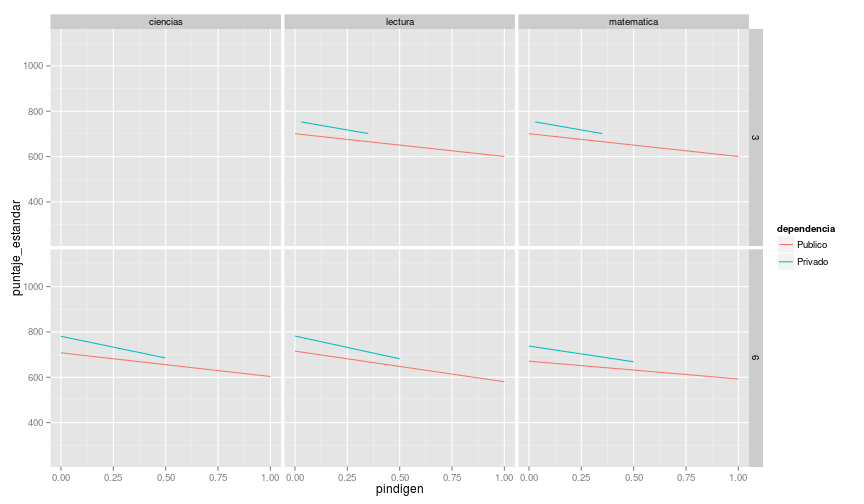 ciencias lectura matematica
1000
800
600
400
3
1000
800
600
400
6
puntaje_estandar
0.00 0.25 0.50 0.75 1.00 0.00 0.25 0.50 0.75 1.00 0.00 0.25 0.50 0.75 1.00
pindigen
dependencia
Publico
Privado